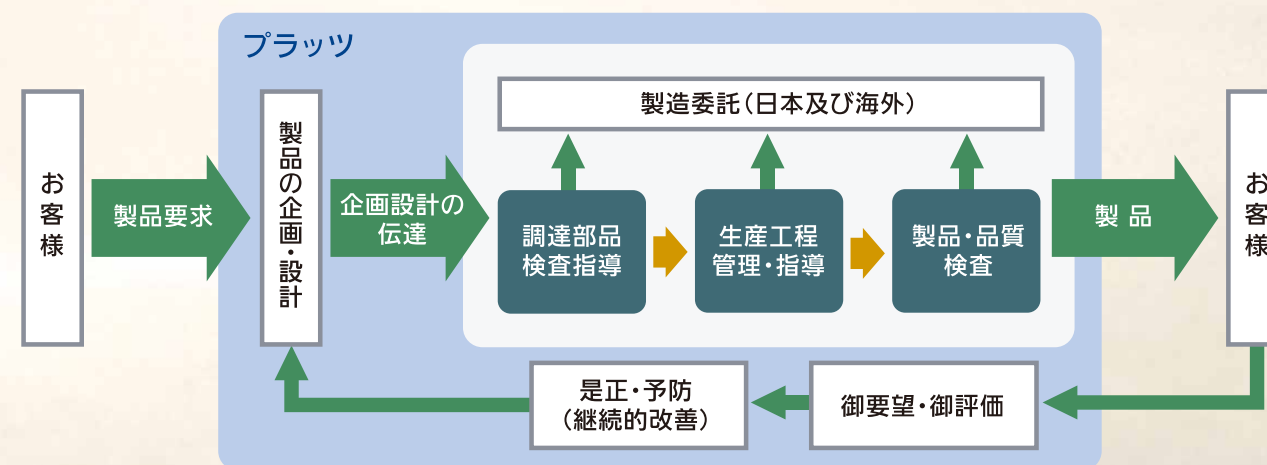 プラッツ
お客様
製品要求
製品の企画・設計
企画設計の
伝達
製造委託(日本及び海外)
調達部品
検査指導
生産工程
管理・指導
製品・品質
検査
製 品
お客様
是正・予防
(継続的改善)
御要望・御評価